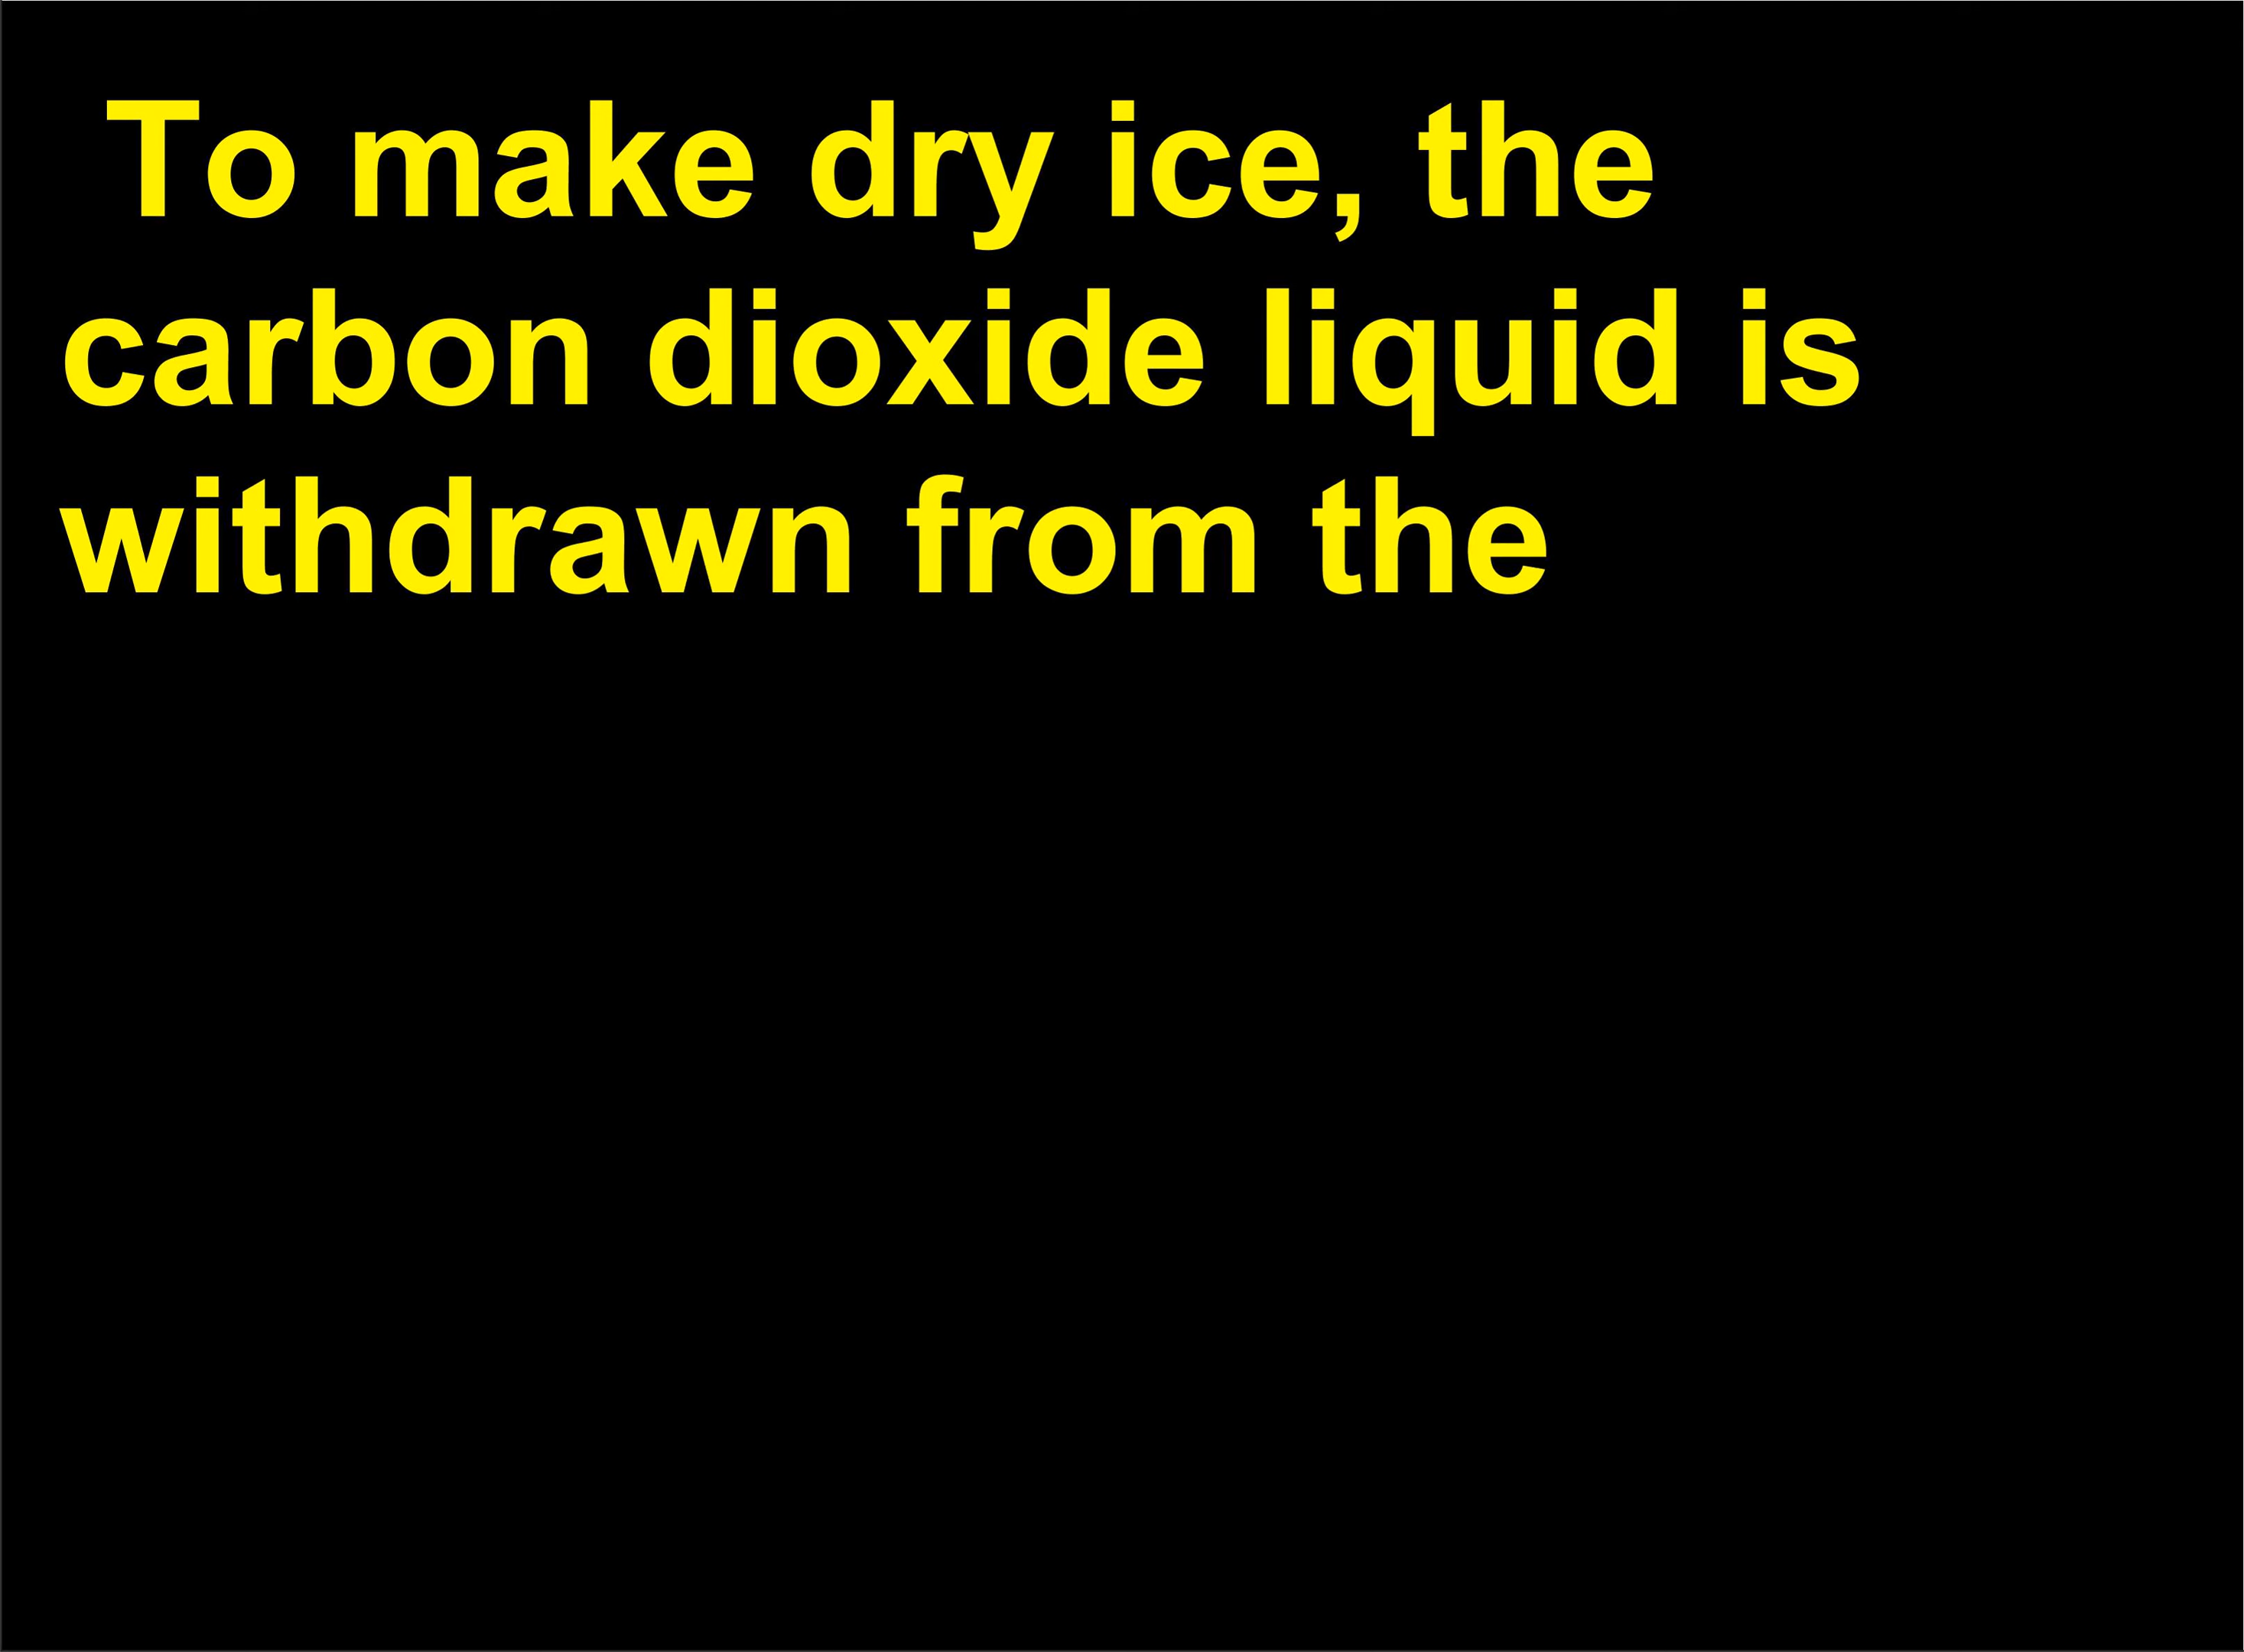 To make dry ice, the
carbon dioxide liquid is
withdrawn from the